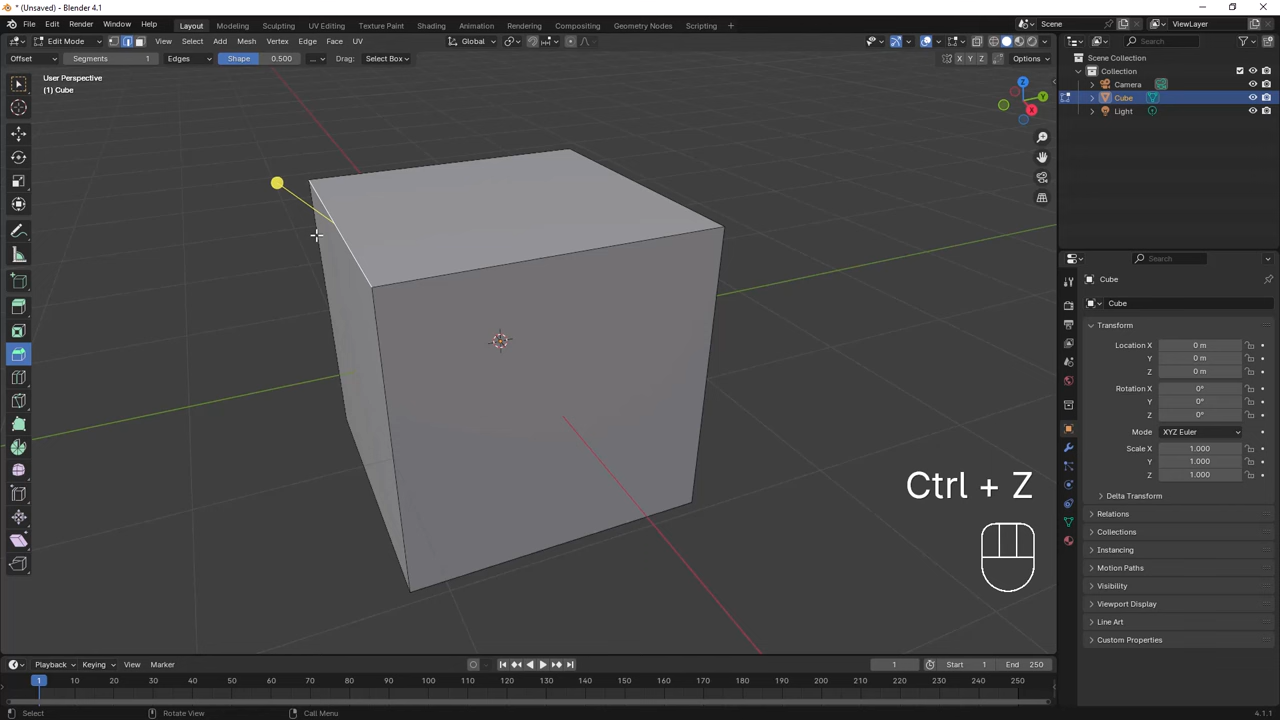 * (Unsaved) - Blender 4.1
File Edit Render Window Help Layout Modeling Sculpting UV Editing Texture Paint Shading Animation Rendering Compositing Geometry Nodes Scripting Scene ViewLayer
Edit Mode View Select Add Mesh Vertex Edge Face UV Global Search
Offset Segments 1 Edges Shape 0.500 ... Drag: Select Box X Y Z Options
Scene Collection
Collection
Camera
Cube
Light
User Perspective
(1) Cube
Z
Y
X
Search
Cube
Cube
Transform
Location X 0 m
Y 0 m
Z 0 m
Rotation X 0°
Y 0°
Z 0°
Mode XYZ Euler
Scale X 1.000
Y 1.000
Z 1.000
Delta Transform
Relations
Collections
Instancing
Motion Paths
Visibility
Viewport Display
Line Art
Custom Properties
Ctrl + Z
Playback Keying View Marker 1 Start 1 End 250
1 10 20 30 40 50 60 70 80 90 100 110 120 130 140 150 160 170 180 190 200 210 220 230 240 250
Select Rotate View Call Menu 4.1.1